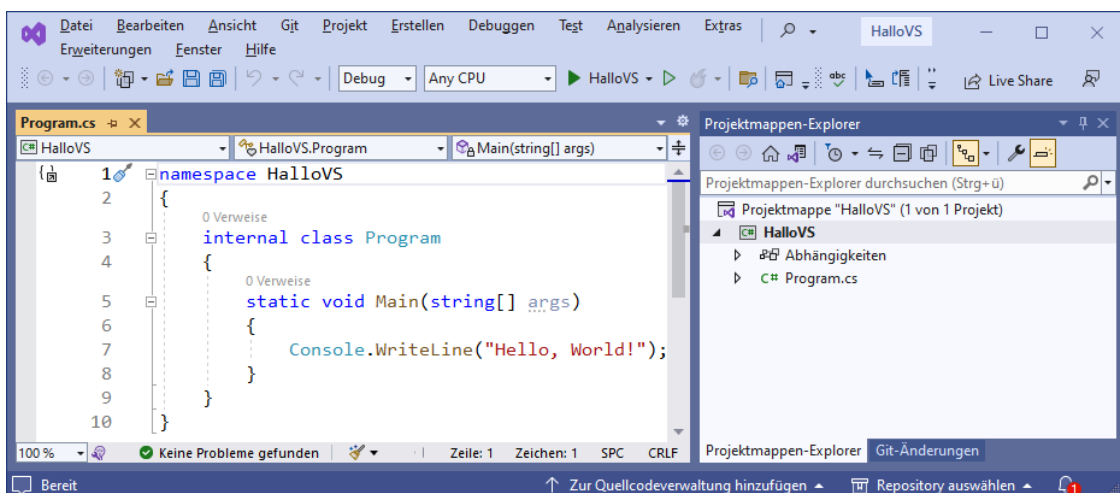 Datei Bearbeiten Ansicht Git Projekt Erstellen Debuggen Test Analysieren Extras HalloVS
Erweiterungen Fenster Hilfe
Debug Any CPU HalloVS abc Live Share
Program.cs
HalloVS HalloVS.Program Main(string[] args)
1 namespace HalloVS
2 {
0 Verweise
3 internal class Program
4 {
0 Verweise
5 static void Main(string[] args)
6 {
7 Console.WriteLine("Hello, World!");
8 }
9 }
10 }
100 % Keine Probleme gefunden Zeile: 1 Zeichen: 1 SPC CRLF
Projektmappen-Explorer
Projektmappen-Explorer durchsuchen (Strg+ü)
Projektmappe "HalloVS" (1 von 1 Projekt)
C# HalloVS
Abhängigkeiten
C# Program.cs
Projektmappen-Explorer Git-Änderungen
Bereit Zur Quellcodeverwaltung hinzufügen Repository auswählen 1